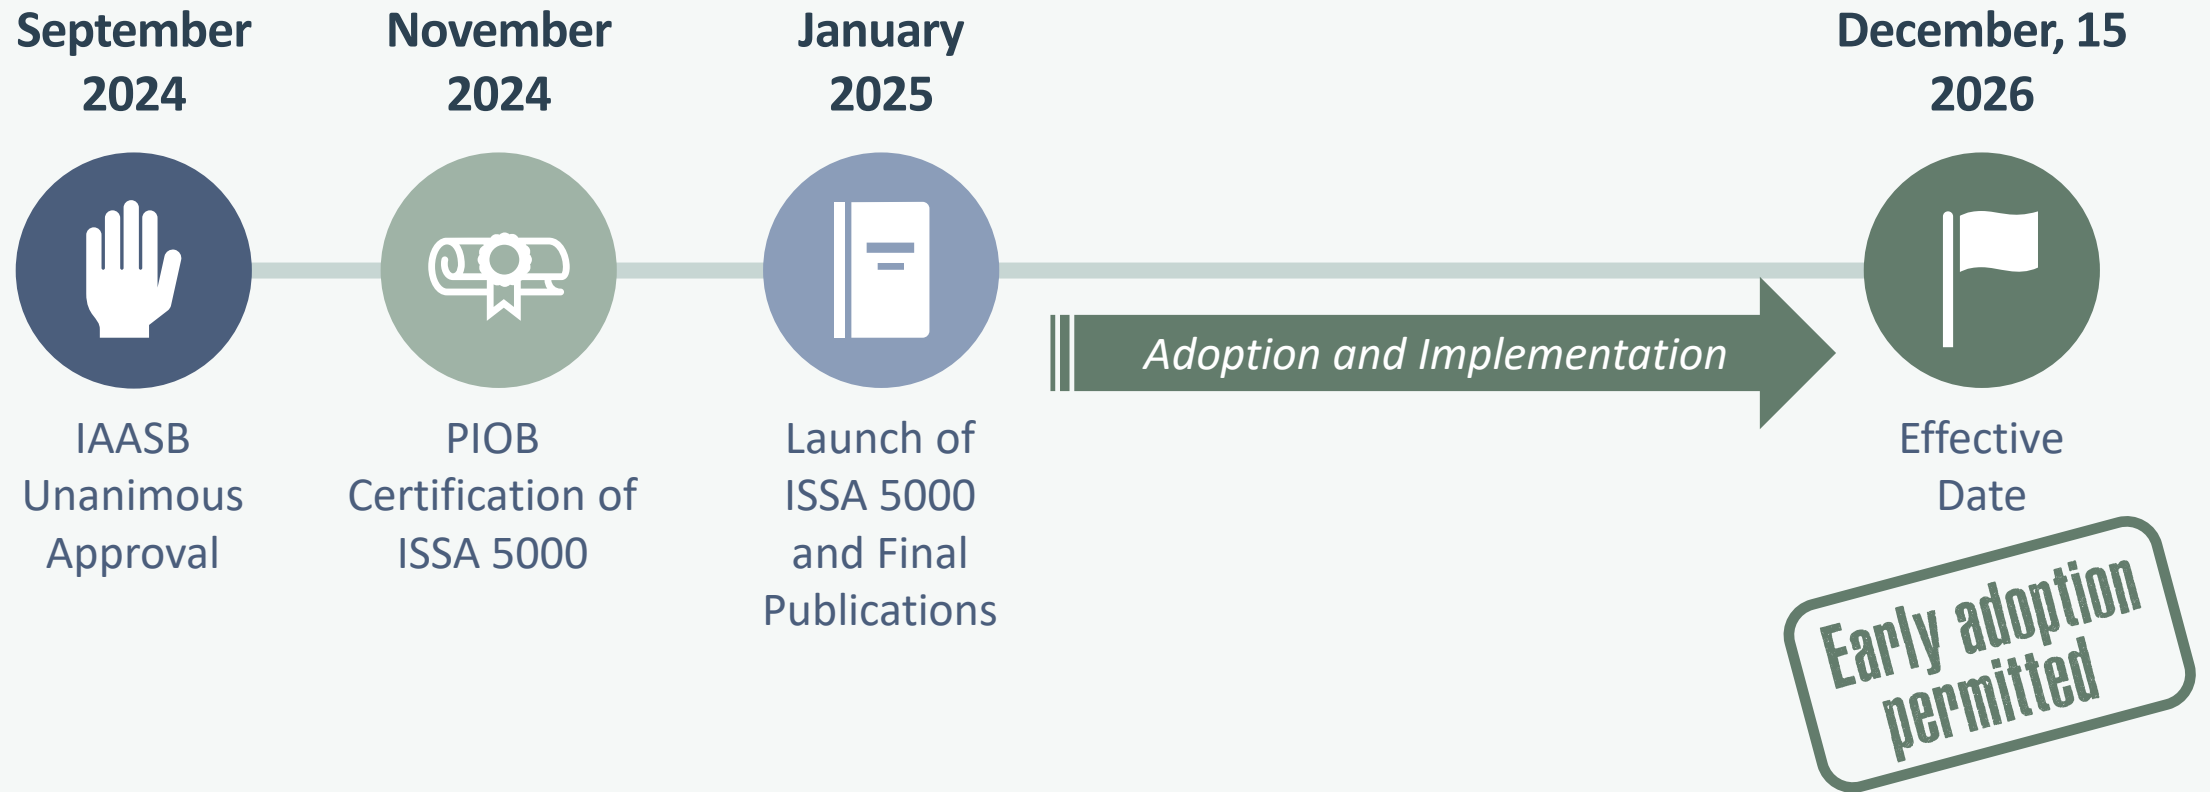 September
2024
November
2024
January
2025
December, 15
2026
Adoption and Implementation
IAASB
Unanimous
Approval
PIOB
Certification of
ISSA 5000
Launch of
ISSA 5000
and Final
Publications
Effective
Date
Early adoption
permitted